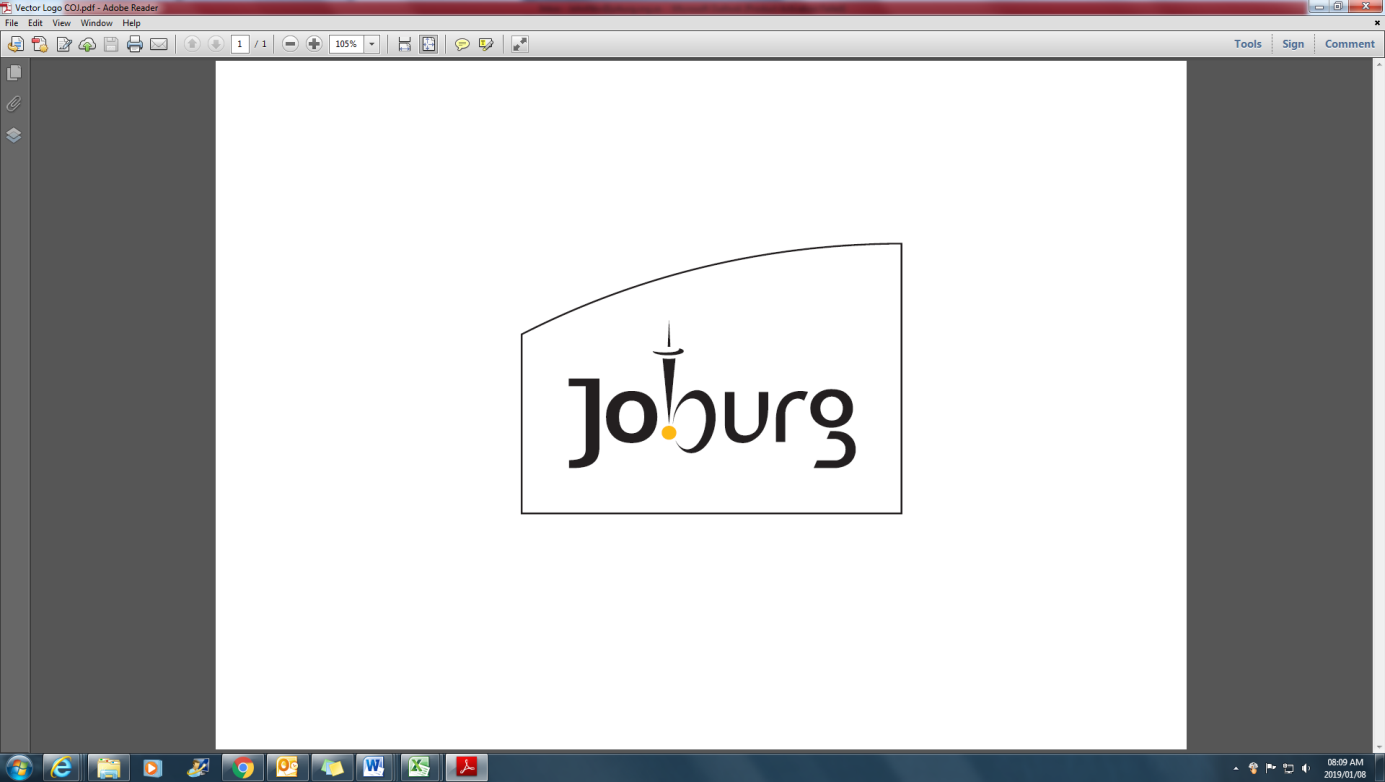 Vector Logo COJ.pdf - Adobe Reader
File Edit View Window Help
1 / 1 105% Tools Sign Comment
Joburg
08:09 AM
2019/01/08